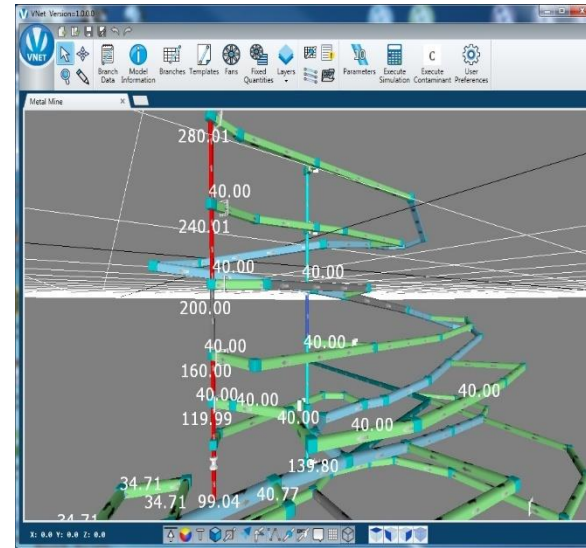 VNet Version=1.0.0.0
VNET
Branch Data
Model Information
Branches
Templates
Fans
Fixed Quantities
Layers
Parameters
Execute Simulation
C
Execute Contaminant
User Preferences
Metal Mine x
280.01
40.00
240.01
40.00
40.00
200.00
40.00
40.00
160.00
40.00
40.00
40.00
119.99
40.00
40.00
139.80
34.71
34.71
99.04
40.77
34.71
X: 0.0 Y: 0.0 Z: 0.0